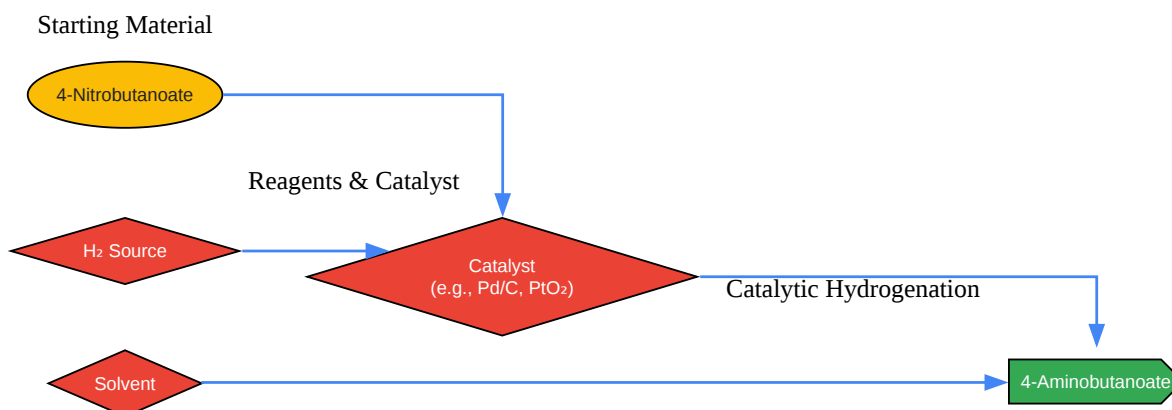 Starting Material
4-Nitrobutanoate
Reagents & Catalyst
H₂ Source
Catalyst
(e.g., Pd/C, PtO₂)
Catalytic Hydrogenation
Solvent
4-Aminobutanoate